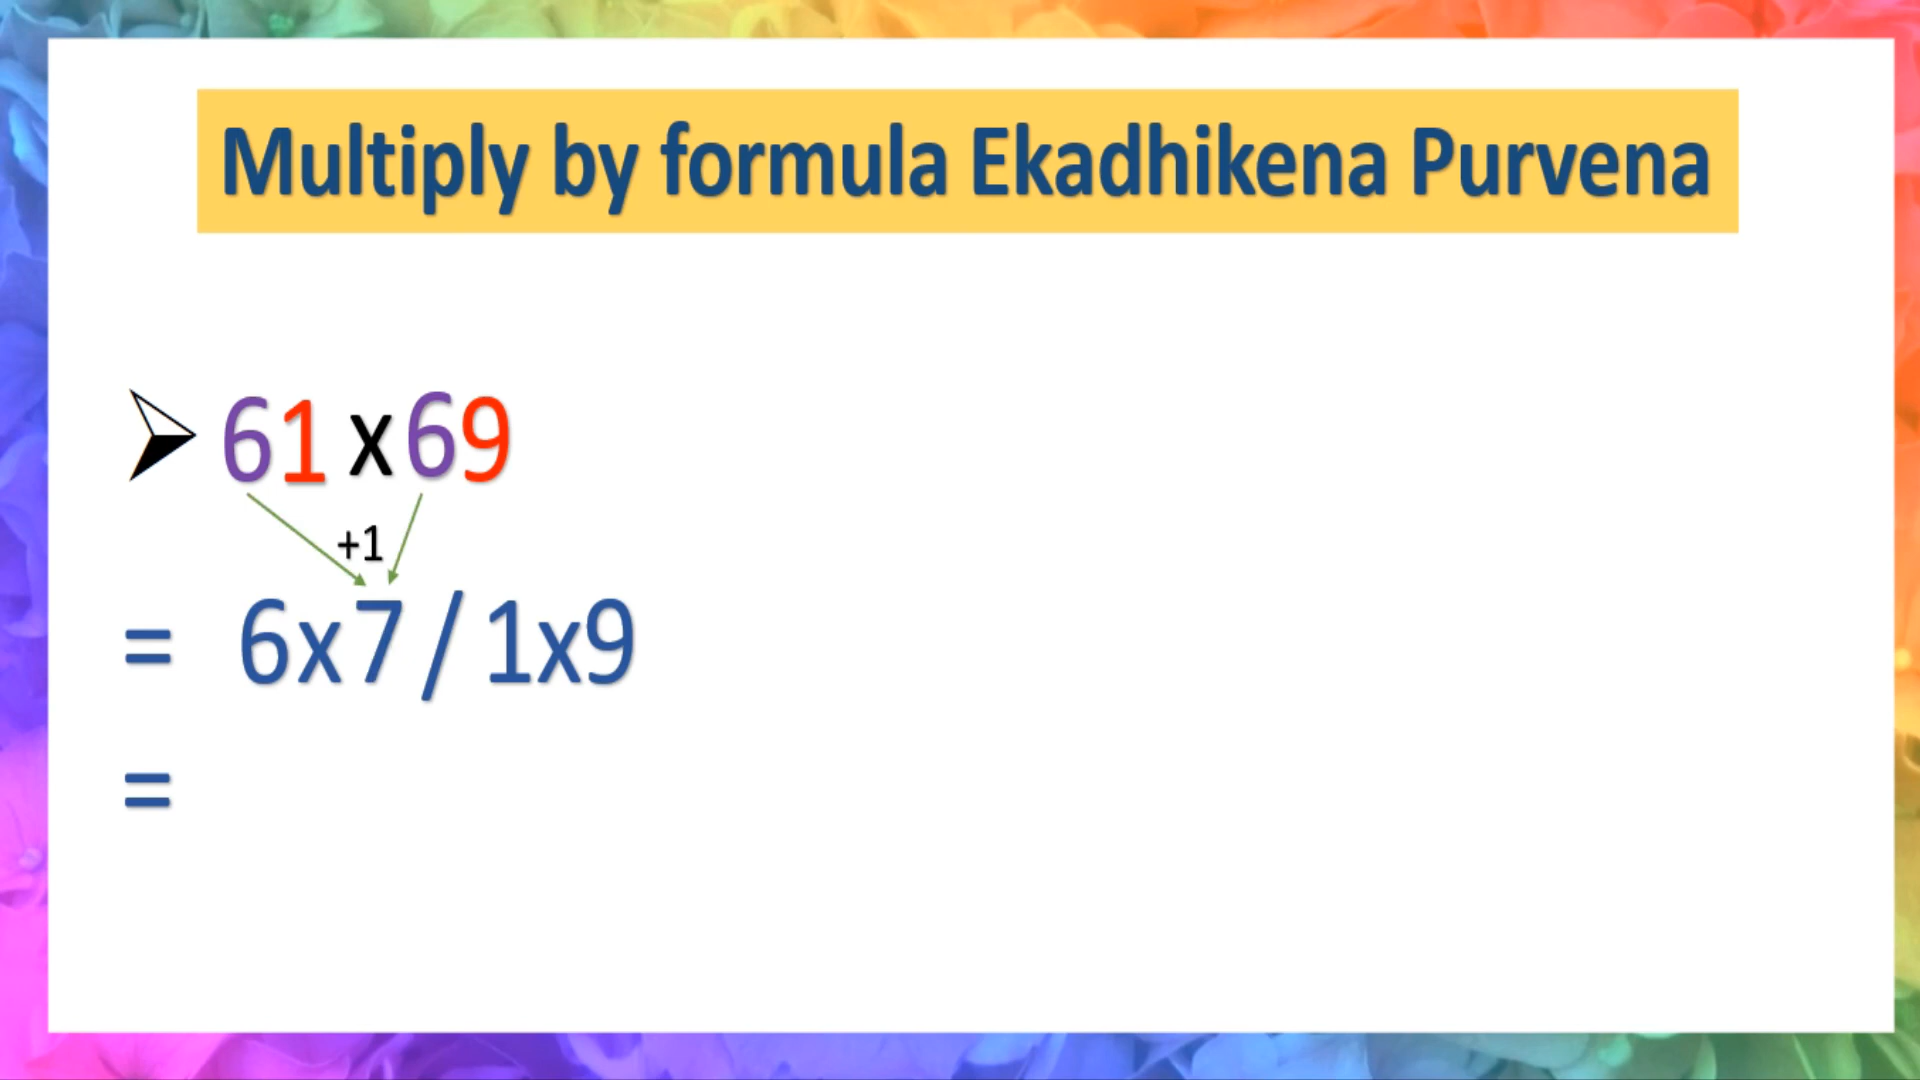 Multiply by formula Ekadhikena Purvena
61 x 69
+1
= 6x7 / 1x9
=